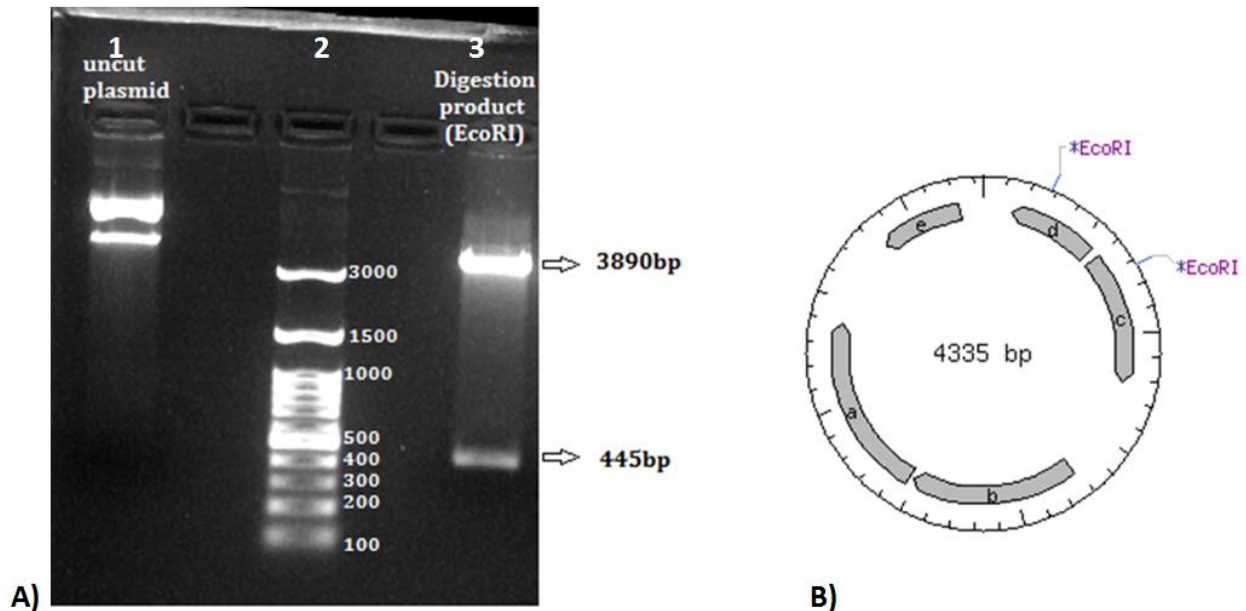 1
uncut
plasmid
2
3
Digestion
product
(EcoRI)
3000
1500
1000
500
400
300
200
100
3890bp
445bp
A)
*EcoRI
*EcoRI
e
d
c
4335 bp
a
b
B)